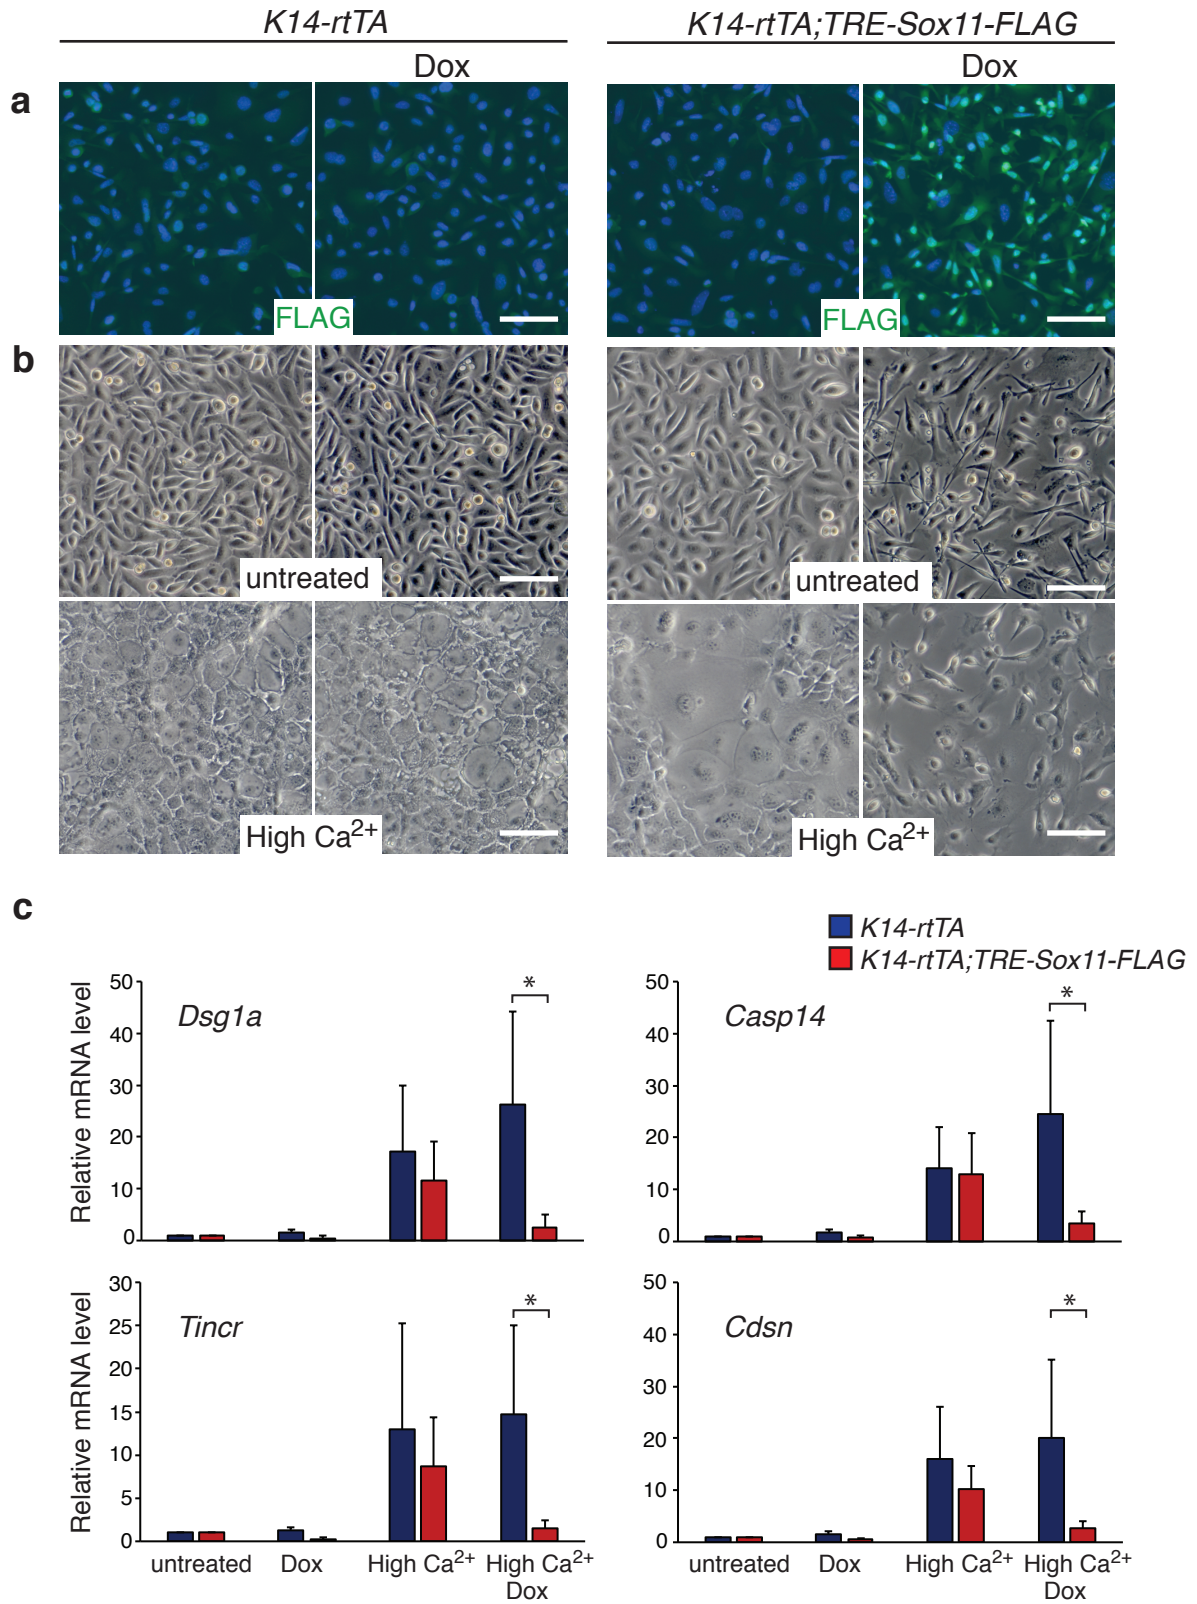 K14-rtTA
K14-rtTA;TRE-Sox11-FLAG
Dox
Dox
a
FLAG
FLAG
b
untreated
untreated
High Ca2+
High Ca2+
c
K14-rtTA
K14-rtTA;TRE-Sox11-FLAG
Relative mRNA level
50
40
30
20
10
0
Dsg1a
*
50
40
30
20
10
0
Casp14
*
Relative mRNA level
30
25
20
15
10
5
0
Tincr
*
untreated
Dox
High Ca2+
High Ca2+
Dox
50
40
30
20
10
0
Cdsn
*
untreated
Dox
High Ca2+
High Ca2+
Dox